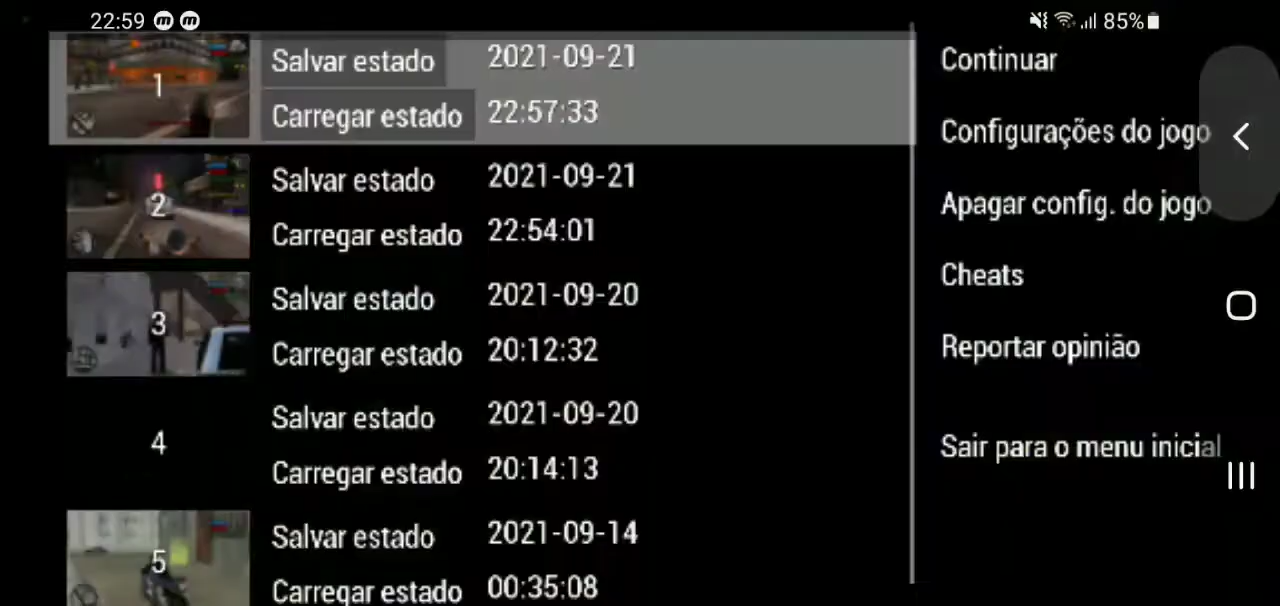 22:59 m m 85%
1 Salvar estado 2021-09-21
Carregar estado 22:57:33
2 Salvar estado 2021-09-21
Carregar estado 22:54:01
3 Salvar estado 2021-09-20
Carregar estado 20:12:32
4 Salvar estado 2021-09-20
Carregar estado 20:14:13
5 Salvar estado 2021-09-14
Carregar estado 00:35:08
Continuar
Configurações do jogo
Apagar config. do jogo
Cheats
Reportar opinião
Sair para o menu inicial